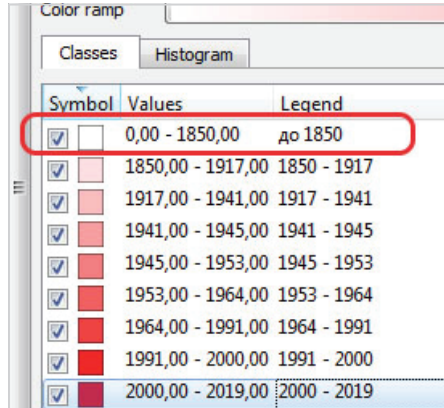 Color ramp
Classes Histogram
Symbol Values Legend
0,00 - 1850,00 до 1850
1850,00 - 1917,00 1850 - 1917
1917,00 - 1941,00 1917 - 1941
1941,00 - 1945,00 1941 - 1945
1945,00 - 1953,00 1945 - 1953
1953,00 - 1964,00 1953 - 1964
1964,00 - 1991,00 1964 - 1991
1991,00 - 2000,00 1991 - 2000
2000,00 - 2019,00 2000 - 2019